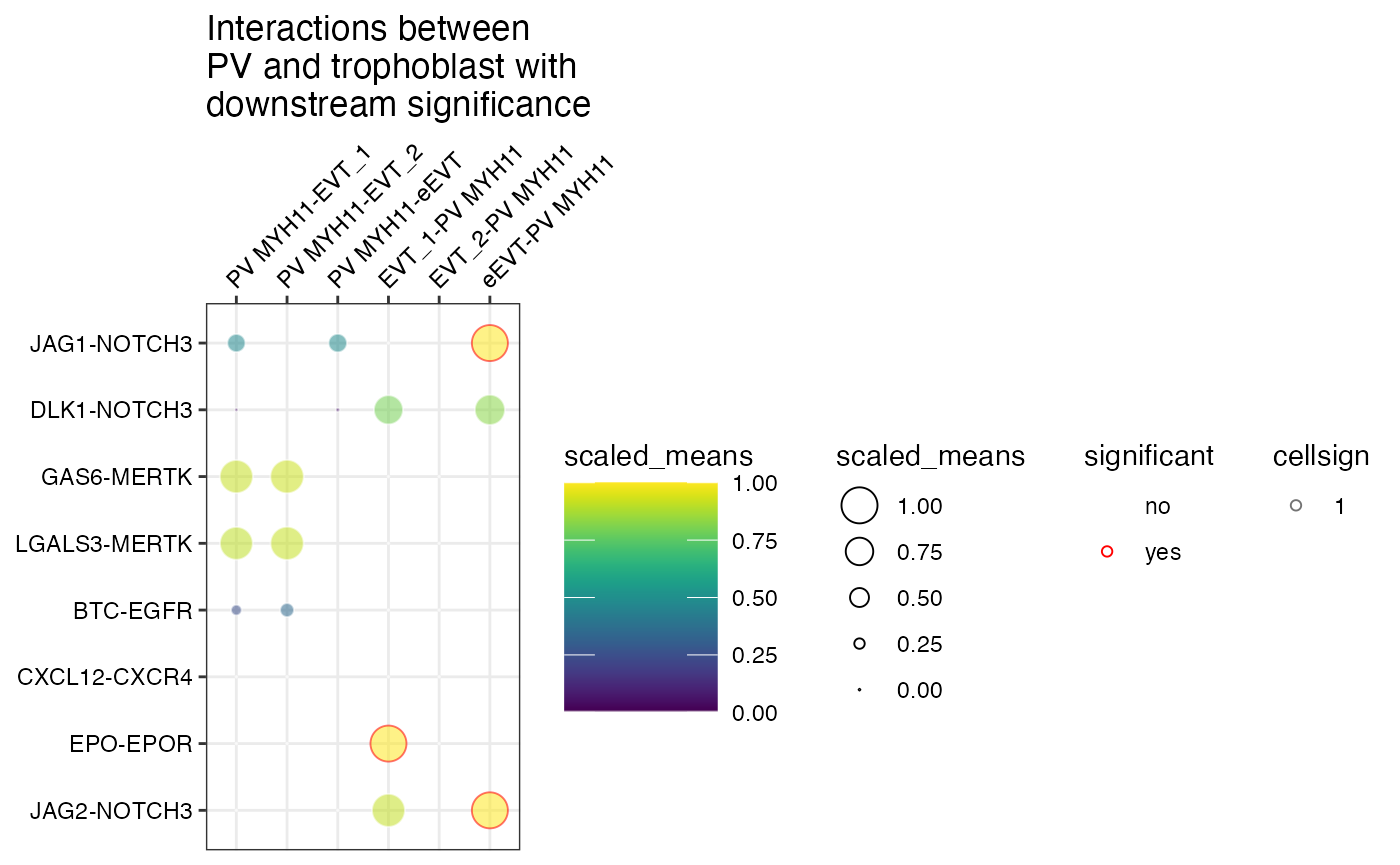 Interactions between
PV and trophoblast with
downstream significance
PV MYH11-EVT_1
PV MYH11-EVT_2
PV MYH11-eEVT
EVT_1-PV MYH11
EVT_2-PV MYH11
eEVT-PV MYH11
JAG1-NOTCH3
DLK1-NOTCH3
GAS6-MERTK
LGALS3-MERTK
BTC-EGFR
CXCL12-CXCR4
EPO-EPOR
JAG2-NOTCH3
scaled_means
1.00
0.75
0.50
0.25
0.00
scaled_means
1.00
0.75
0.50
0.25
0.00
significant
no
yes
cellsign
1